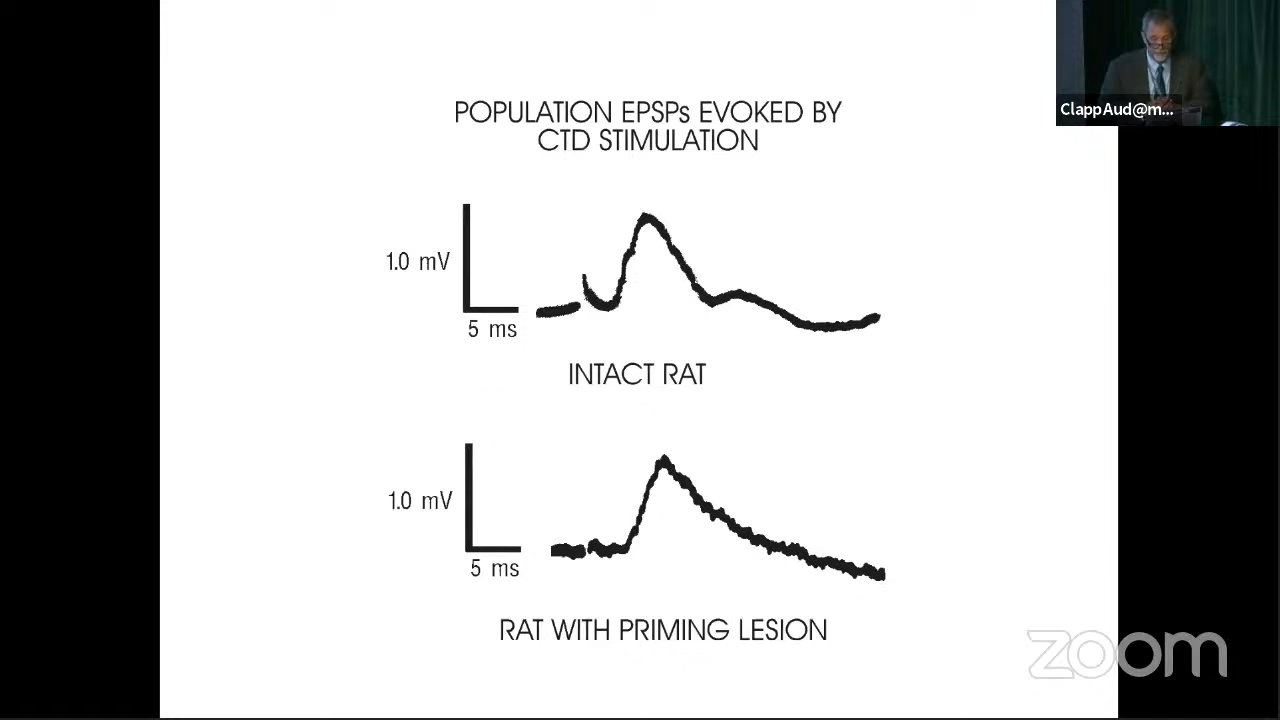 POPULATION EPSPs EVOKED BY
CTD STIMULATION
1.0 mV
5 ms
INTACT RAT
1.0 mV
5 ms
RAT WITH PRIMING LESION
ClappAud@m...
zoom